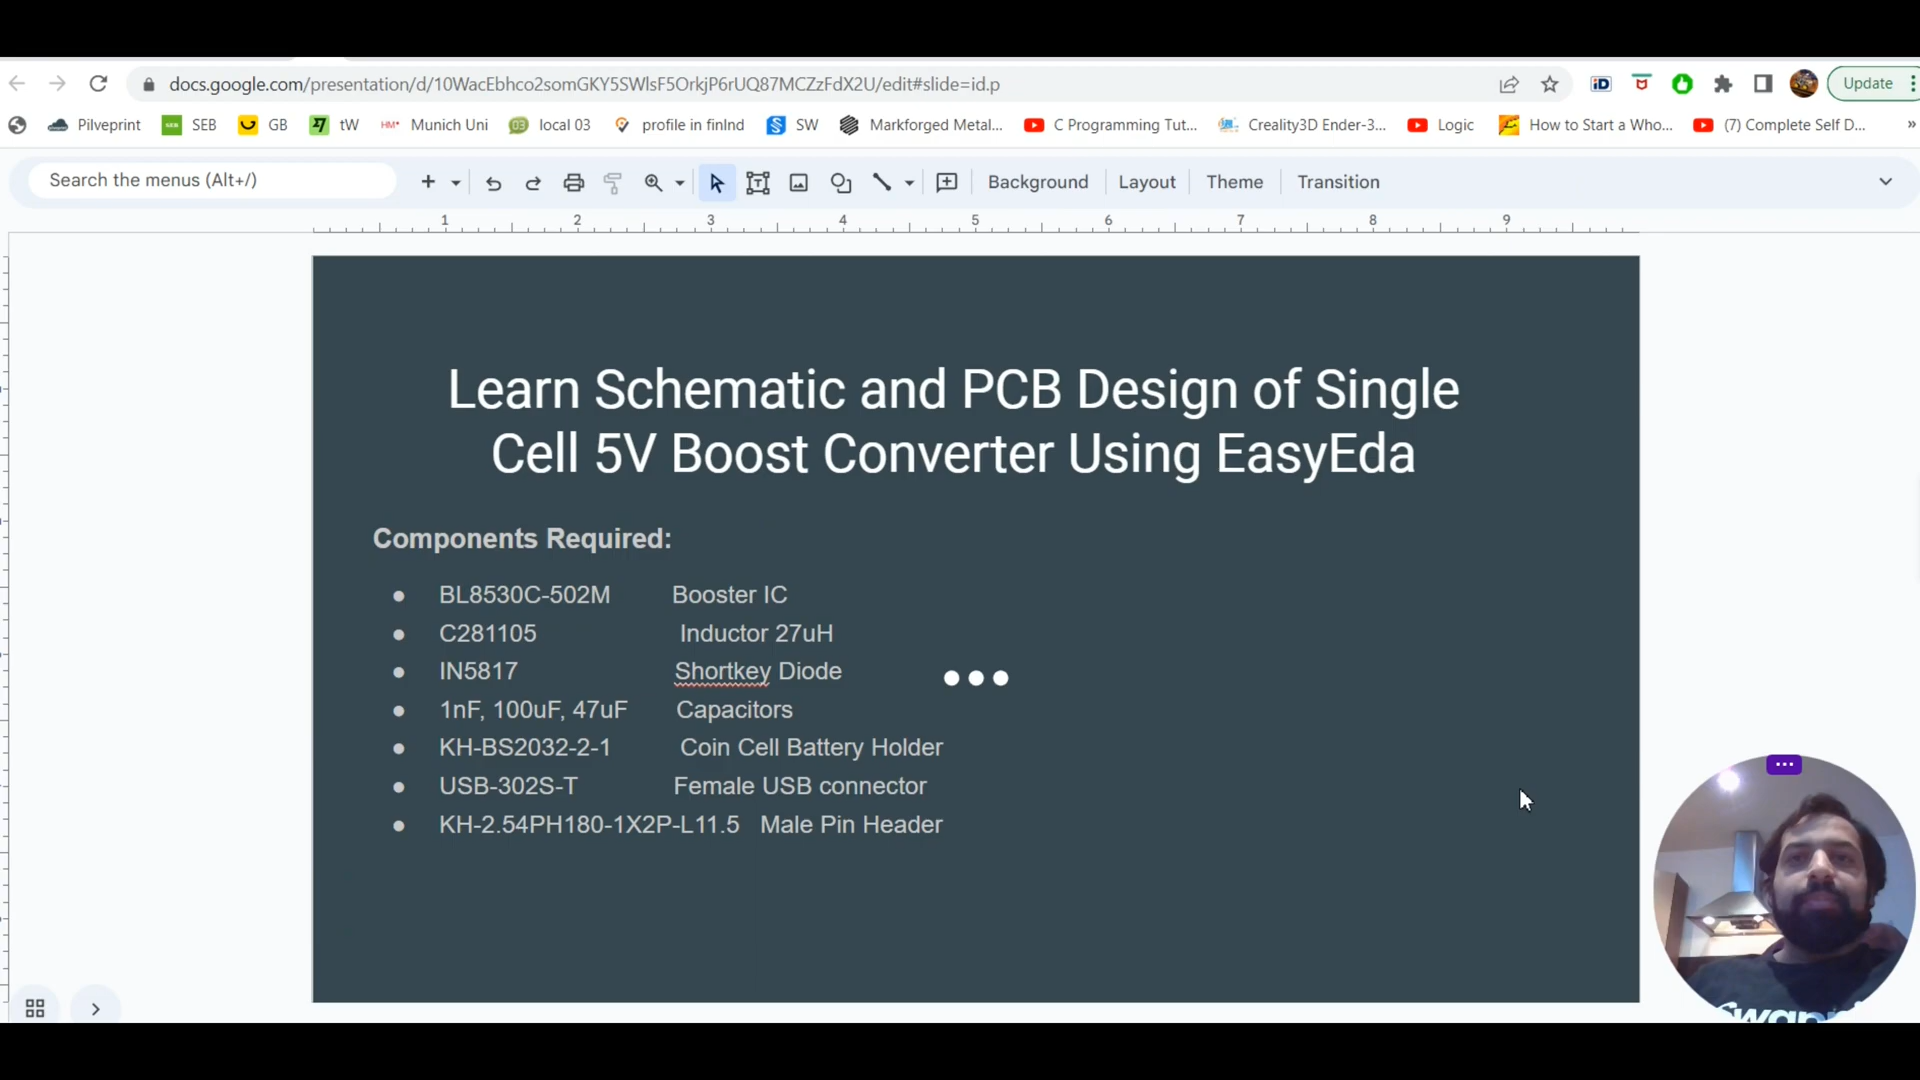 docs.google.com/presentation/d/10WacEbhco2somGKY5SWlsF5OrkjP6rUQ87MCZzFdX2U/edit#slide=id.p
iD
Update
Pilveprint
SEB
SEB
GB
tW
HM
Munich Uni
03
local 03
profile in finlnd
SW
Markforged Metal...
C Programming Tut...
Creality3D Ender-3...
Logic
How to Start a Who...
(7) Complete Self D...
»
Search the menus (Alt+/)
Background
Layout
Theme
Transition
1 2 3 4 5 6 7 8 9
Learn Schematic and PCB Design of Single
Cell 5V Boost Converter Using EasyEda
Components Required:
● BL8530C-502M Booster IC
● C281105 Inductor 27uH
● IN5817 Shortkey Diode
● 1nF, 100uF, 47uF Capacitors
● KH-BS2032-2-1 Coin Cell Battery Holder
● USB-302S-T Female USB connector
● KH-2.54PH180-1X2P-L11.5 Male Pin Header